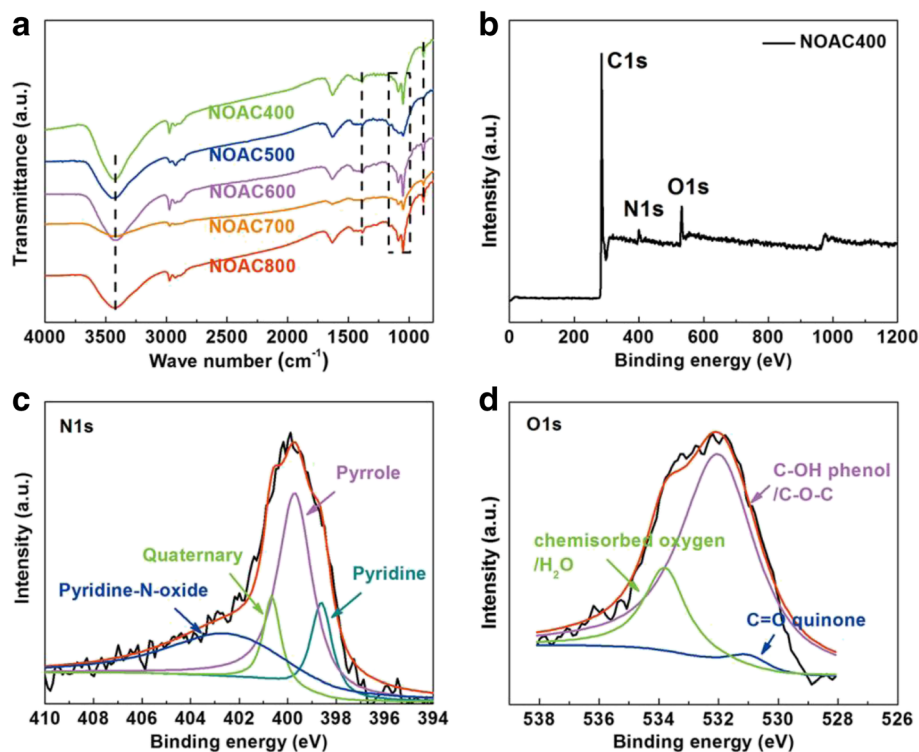 a
NOAC400
NOAC500
NOAC600
NOAC700
NOAC800
Transmittance (a.u.)
4000 3500 3000 2500 2000 1500 1000
Wave number (cm⁻¹)
b
NOAC400
C1s
N1s
O1s
Intensity (a.u.)
0 200 400 600 800 1000 1200
Binding energy (eV)
c
N1s
Pyrrole
Quaternary
Pyridine-N-oxide
Pyridine
Intensity (a.u.)
410 408 406 404 402 400 398 396 394
Binding energy (eV)
d
O1s
C-OH phenol
/C-O-C
chemisorbed oxygen
/H₂O
C=O quinone
Intensity (a.u.)
538 536 534 532 530 528 526
Binding energy (eV)